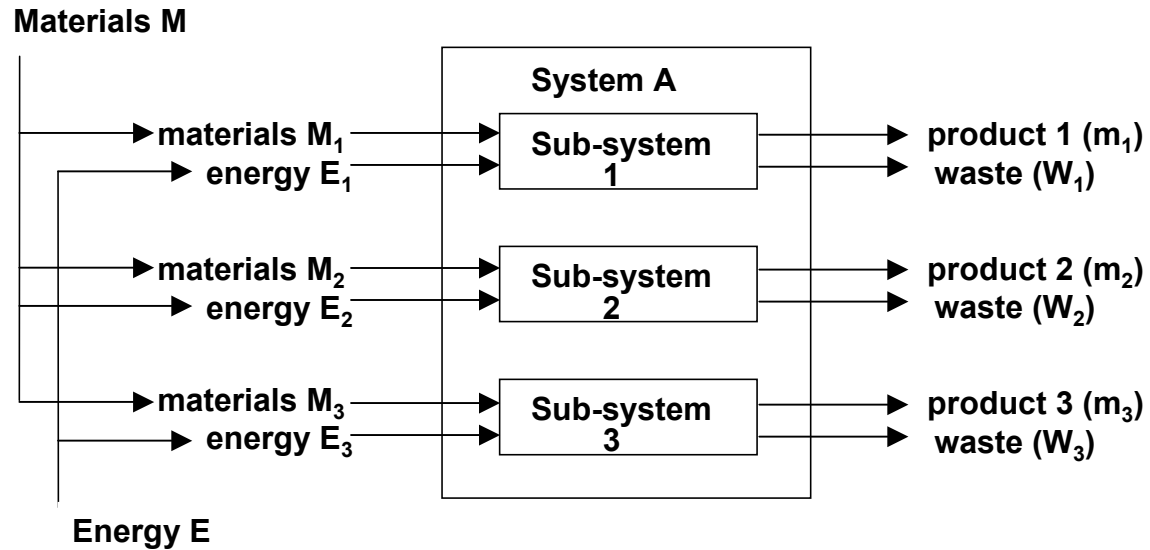 Materials M
System A
materials M₁
energy E₁
Sub-system
1
product 1 (m₁)
waste (W₁)
materials M₂
energy E₂
Sub-system
2
product 2 (m₂)
waste (W₂)
materials M₃
energy E₃
Sub-system
3
product 3 (m₃)
waste (W₃)
Energy E